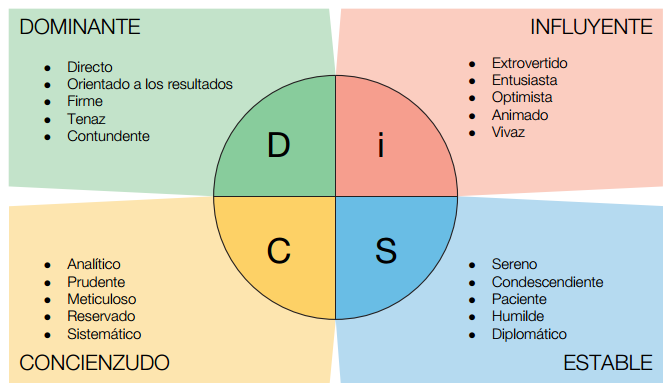 DOMINANTE
● Directo
● Orientado a los resultados
● Firme
● Tenaz
● Contundente
INFLUYENTE
● Extrovertido
● Entusiasta
● Optimista
● Animado
● Vivaz
D
i
C
S
● Analítico
● Prudente
● Meticuloso
● Reservado
● Sistemático
CONCIENZUDO
● Sereno
● Condescendiente
● Paciente
● Humilde
● Diplomático
ESTABLE